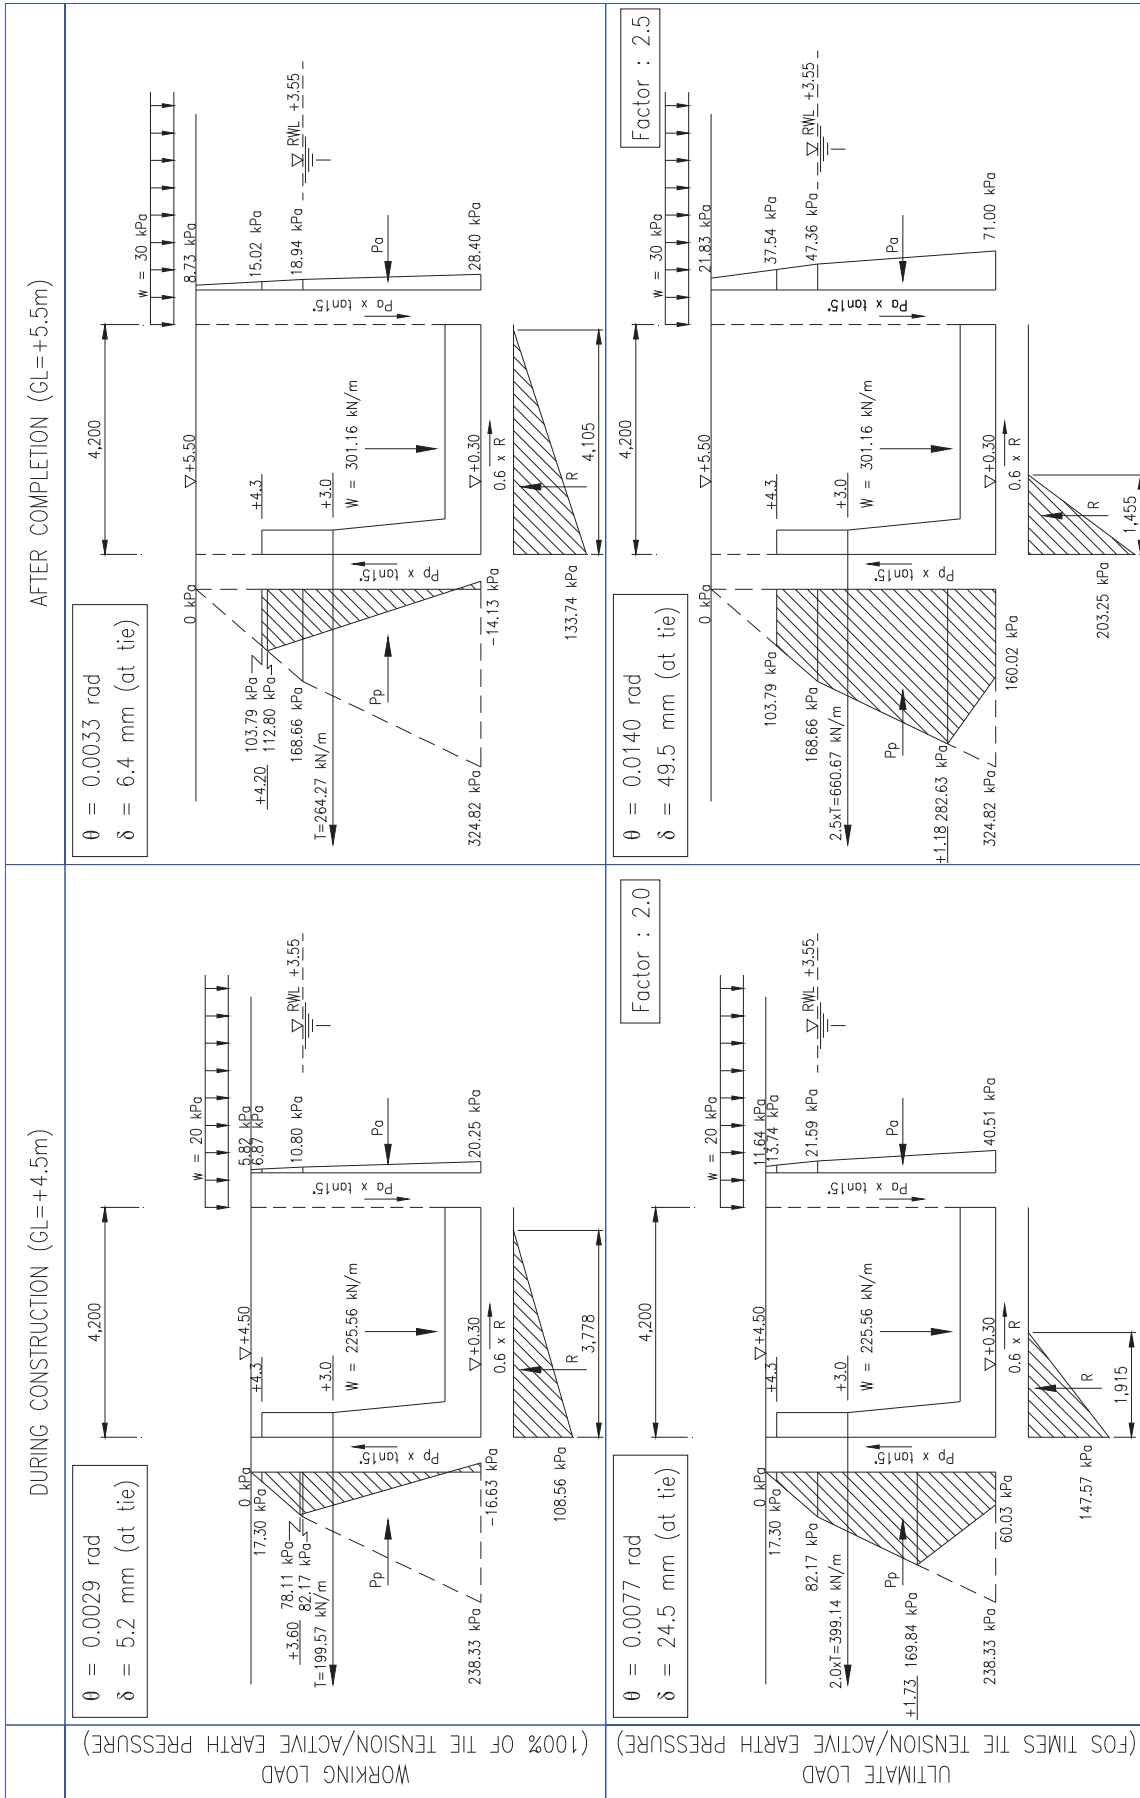 DURING CONSTRUCTION (GL=+4.5m)
AFTER COMPLETION (GL=+5.5m)
WORKING LOAD
(100% OF TIE TENSION/ACTIVE EARTH PRESSURE)
θ = 0.0029 rad
δ = 5.2 mm (at tie)
4,200
W = 20 kPa
▽+4.50
+4.3
+3.0
W = 225.56 kN/m
▽+0.30
0.6 x R
R
3,778
108.56 kPa
0 kPa
17.30 kPa
+3.60
78.11 kPa
82.17 kPa
T=199.57 kN/m
Pp
238.33 kPa
-16.63 kPa
Pp x tan15°
Pa x tan15°
5.82 kPa
6.87 kPa
10.80 kPa
▽ RWL +3.55
Pa
20.25 kPa
θ = 0.0033 rad
δ = 6.4 mm (at tie)
4,200
W = 30 kPa
▽+5.50
+4.3
+3.0
W = 301.16 kN/m
▽+0.30
0.6 x R
R
4,105
133.74 kPa
0 kPa
103.79 kPa
+4.20
112.80 kPa
168.66 kPa
T=264.27 kN/m
Pp
324.82 kPa
-14.13 kPa
Pp x tan15°
Pa x tan15°
8.73 kPa
15.02 kPa
18.94 kPa
▽ RWL +3.55
Pa
28.40 kPa
ULTIMATE LOAD
(FOS TIMES TIE TENSION/ACTIVE EARTH PRESSURE)
θ = 0.0077 rad
δ = 24.5 mm (at tie)
Factor : 2.0
4,200
W = 20 kPa
▽+4.50
+4.3
+3.0
W = 225.56 kN/m
▽+0.30
0.6 x R
R
1,915
147.57 kPa
0 kPa
17.30 kPa
82.17 kPa
2.0xT=399.14 kN/m
Pp
+1.73
169.84 kPa
238.33 kPa
60.03 kPa
Pp x tan15°
Pa x tan15°
11.64 kPa
13.74 kPa
21.59 kPa
▽ RWL +3.55
Pa
40.51 kPa
θ = 0.0140 rad
δ = 49.5 mm (at tie)
Factor : 2.5
4,200
W = 30 kPa
▽+5.50
+4.3
+3.0
W = 301.16 kN/m
▽+0.30
0.6 x R
R
1,455
203.25 kPa
0 kPa
103.79 kPa
168.66 kPa
2.5xT=660.67 kN/m
Pp
+1.18
282.63 kPa
324.82 kPa
160.02 kPa
Pp x tan15°
Pa x tan15°
21.83 kPa
37.54 kPa
47.36 kPa
▽ RWL +3.55
Pa
71.00 kPa